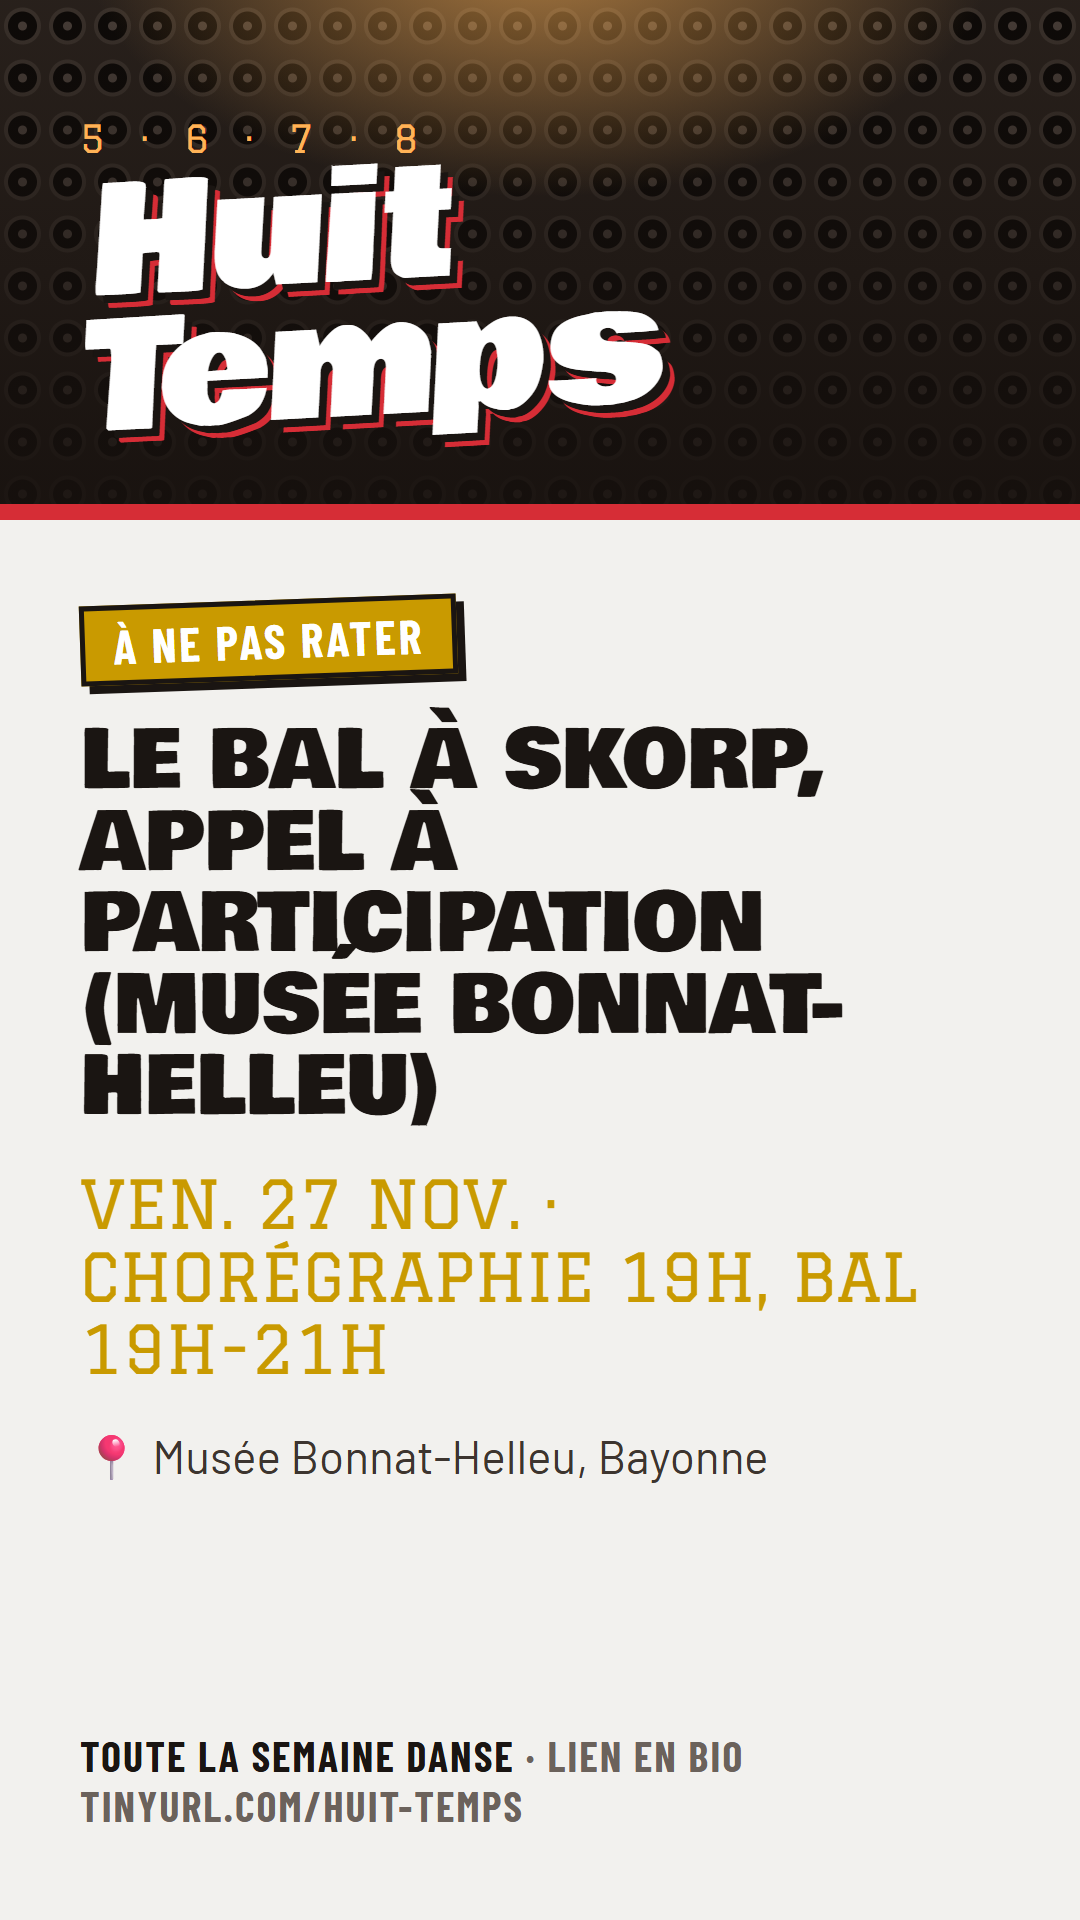 5 · 6 · 7 · 8
Huit
Temps
À NE PAS RATER
LE BAL À SKORP,
APPEL À
PARTICIPATION
(MUSÉE BONNAT-
HELLEU)
VEN. 27 NOV. ·
CHORÉGRAPHIE 19H, BAL
19H-21H
📍 Musée Bonnat-Helleu, Bayonne
TOUTE LA SEMAINE DANSE · LIEN EN BIO
TINYURL.COM/HUIT-TEMPS